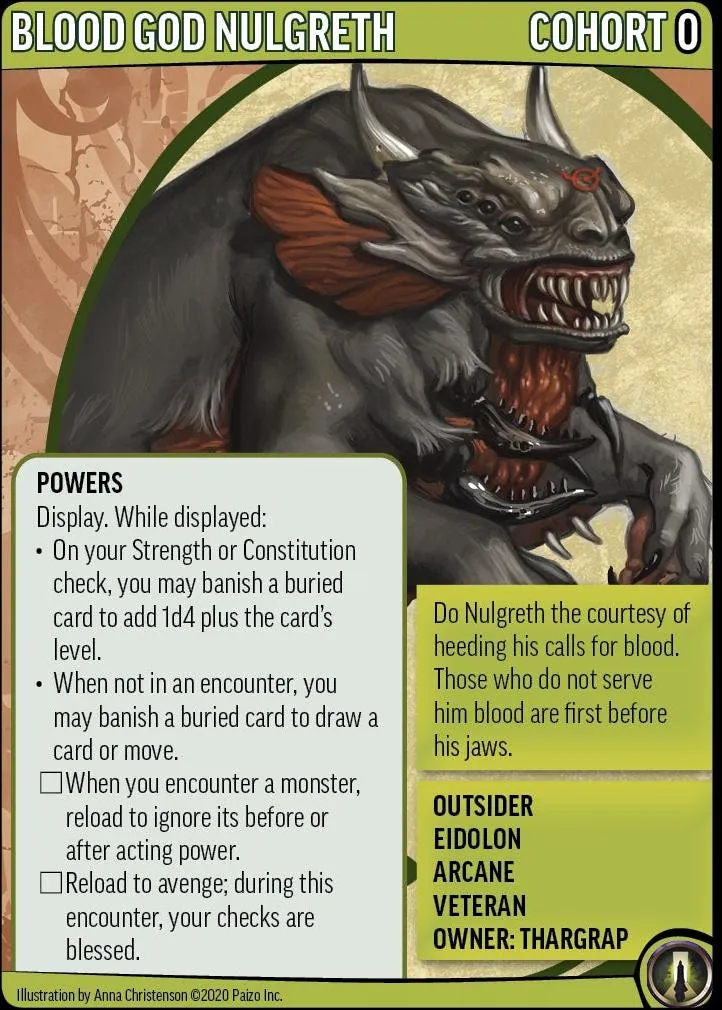 BLOOD GOD NULGRETH
COHORT 0
POWERS
Display. While displayed:
• On your Strength or Constitution
check, you may banish a buried
card to add 1d4 plus the card's
level.
• When not in an encounter, you
may banish a buried card to draw a
card or move.
☐ When you encounter a monster,
reload to ignore its before or
after acting power.
☐ Reload to avenge; during this
encounter, your checks are
blessed.
Do Nulgreth the courtesy of
heeding his calls for blood.
Those who do not serve
him blood are first before
his jaws.
OUTSIDER
EIDOLON
ARCANE
VETERAN
OWNER: THARGRAP
Illustration by Anna Christenson ©2020 Paizo Inc.